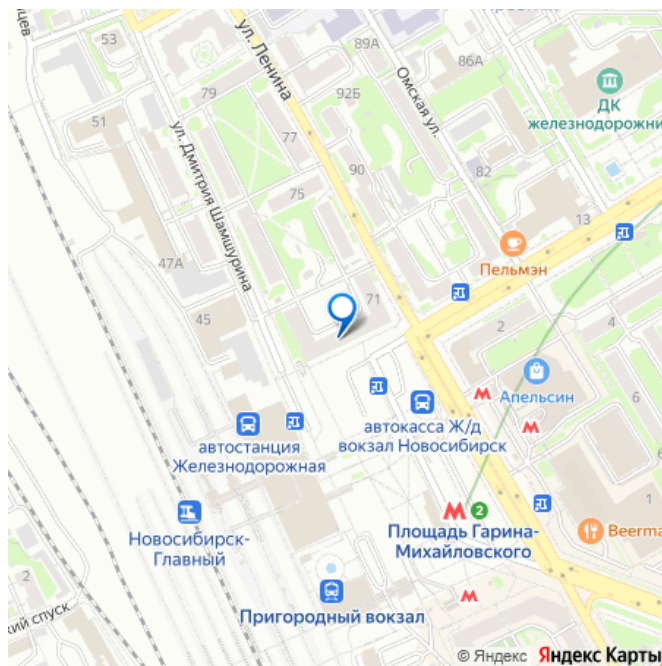 53
89А
ул. Ленина
86А
79
92Б
Омская ул.
ДК
железнодорожни
51
77
ул. Дмитрия Шамшурина
90
82
75
13
Пельмэн
47А
71
45
2
4
Апельсин
6
автокасса Ж/д
вокзал Новосибирск
автостанция
Железнодорожная
1
2
Площадь Гарина-
Михайловского
Новосибирск-
Главный
Beerma
2
кий спуск
Пригородный вокзал
© Яндекс Яндекс Карты